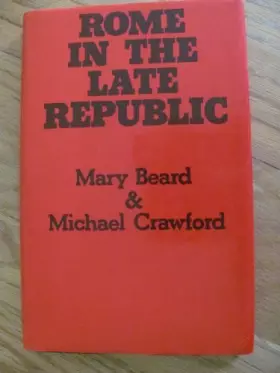 ROME
IN THE
LATE
REPUBLIC
Mary Beard
&
Michael Crawford